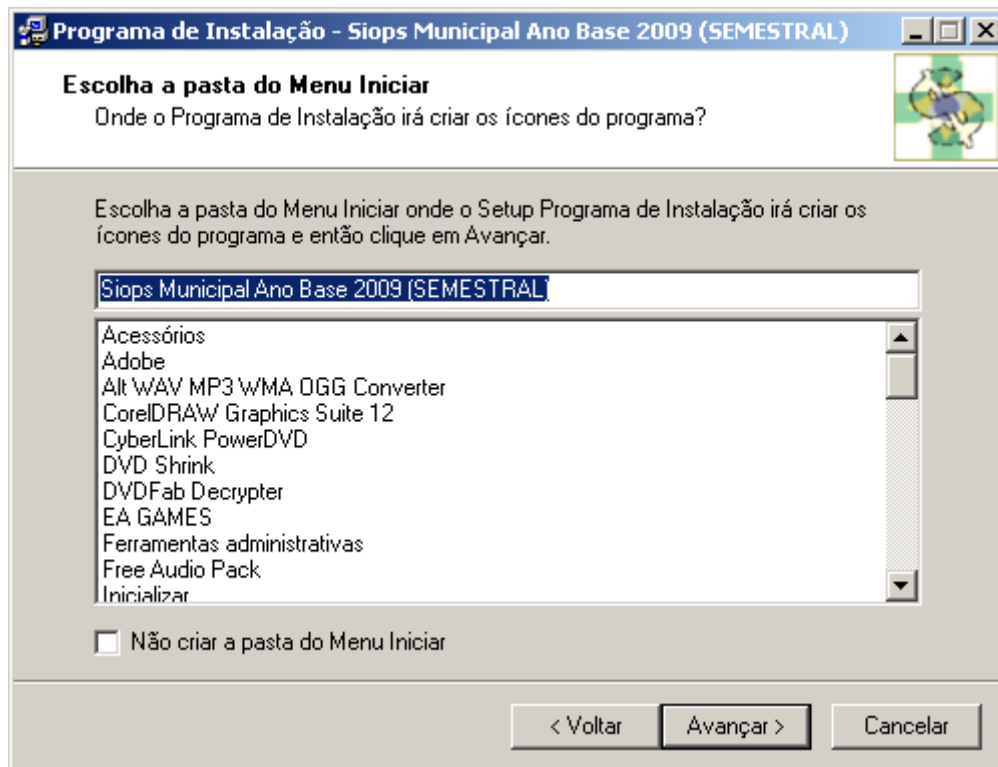 Programa de Instalação - Siops Municipal Ano Base 2009 (SEMESTRAL)
Escolha a pasta do Menu Iniciar
Onde o Programa de Instalação irá criar os ícones do programa?
Escolha a pasta do Menu Iniciar onde o Setup Programa de Instalação irá criar os
ícones do programa e então clique em Avançar.
Siops Municipal Ano Base 2009 (SEMESTRAL)
Acessórios
Adobe
Alt WAV MP3 WMA OGG Converter
CorelDRAW Graphics Suite 12
CyberLink PowerDVD
DVD Shrink
DVDFab Decrypter
EA GAMES
Ferramentas administrativas
Free Audio Pack
Inicializar
Não criar a pasta do Menu Iniciar
< Voltar
Avançar >
Cancelar